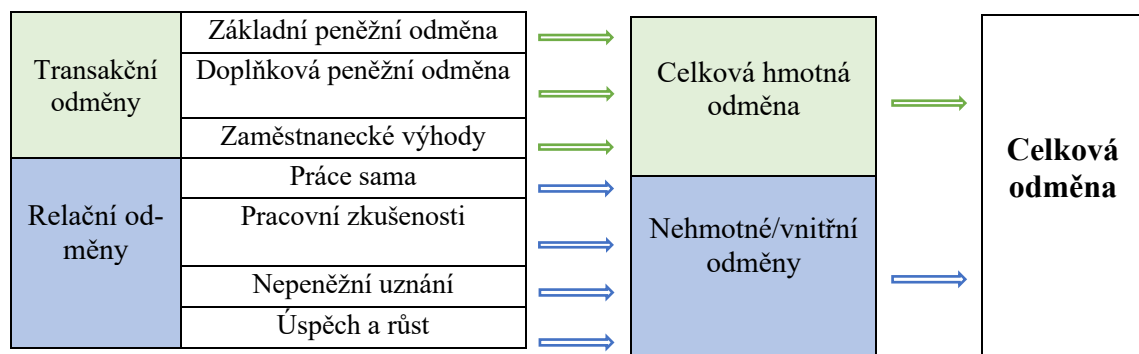 Transakční
odměny
Základní peněžní odměna
Doplňková peněžní odměna
Zaměstnanecké výhody
Relační od-
měny
Práce sama
Pracovní zkušenosti
Nepeněžní uznání
Úspěch a růst
Celková hmotná
odměna
Nehmotné/vnitřní
odměny
Celková
odměna